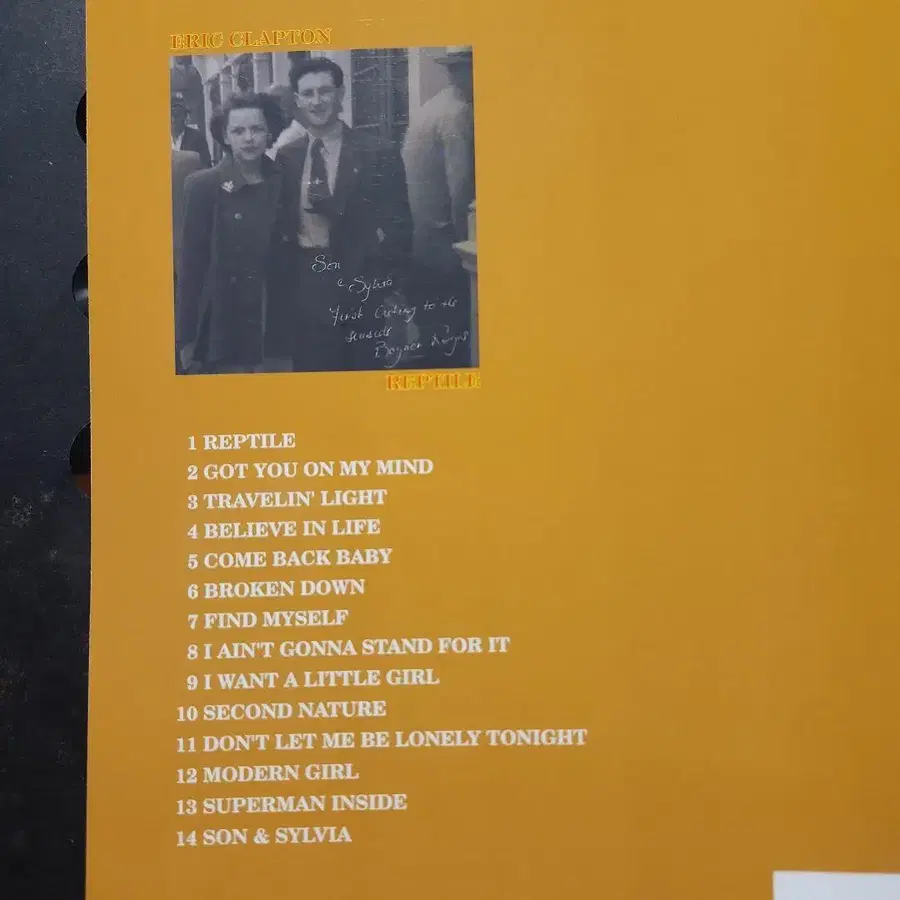 ERIC CLAPTON
Son
& Sylvia
First Outing to the
seaside
Bognor Regis
REPTILE
1 REPTILE
2 GOT YOU ON MY MIND
3 TRAVELIN' LIGHT
4 BELIEVE IN LIFE
5 COME BACK BABY
6 BROKEN DOWN
7 FIND MYSELF
8 I AIN'T GONNA STAND FOR IT
9 I WANT A LITTLE GIRL
10 SECOND NATURE
11 DON'T LET ME BE LONELY TONIGHT
12 MODERN GIRL
13 SUPERMAN INSIDE
14 SON & SYLVIA